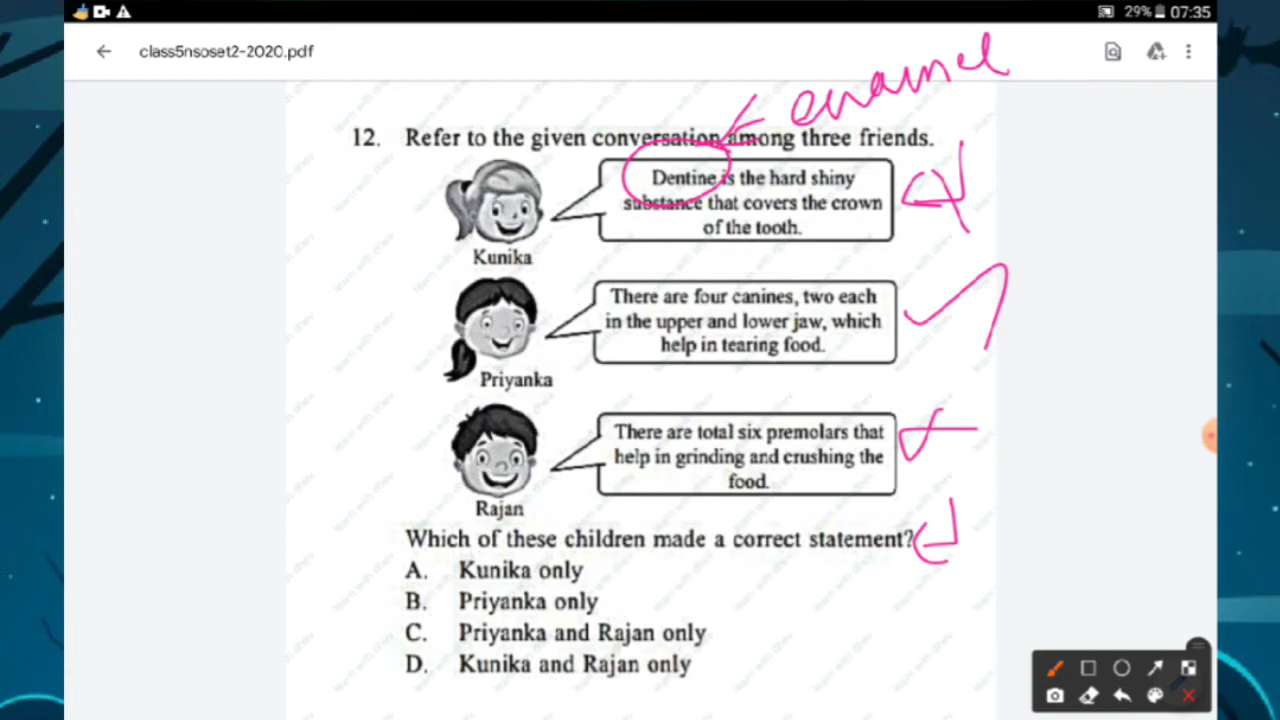 29% 07:35
class5nsoset2-2020.pdf
enamel
12. Refer to the given conversation among three friends.
Dentine is the hard shiny
substance that covers the crown
of the tooth.
Kunika
There are four canines, two each
in the upper and lower jaw, which
help in tearing food.
Priyanka
There are total six premolars that
help in grinding and crushing the
food.
Rajan
Which of these children made a correct statement?
A. Kunika only
B. Priyanka only
C. Priyanka and Rajan only
D. Kunika and Rajan only